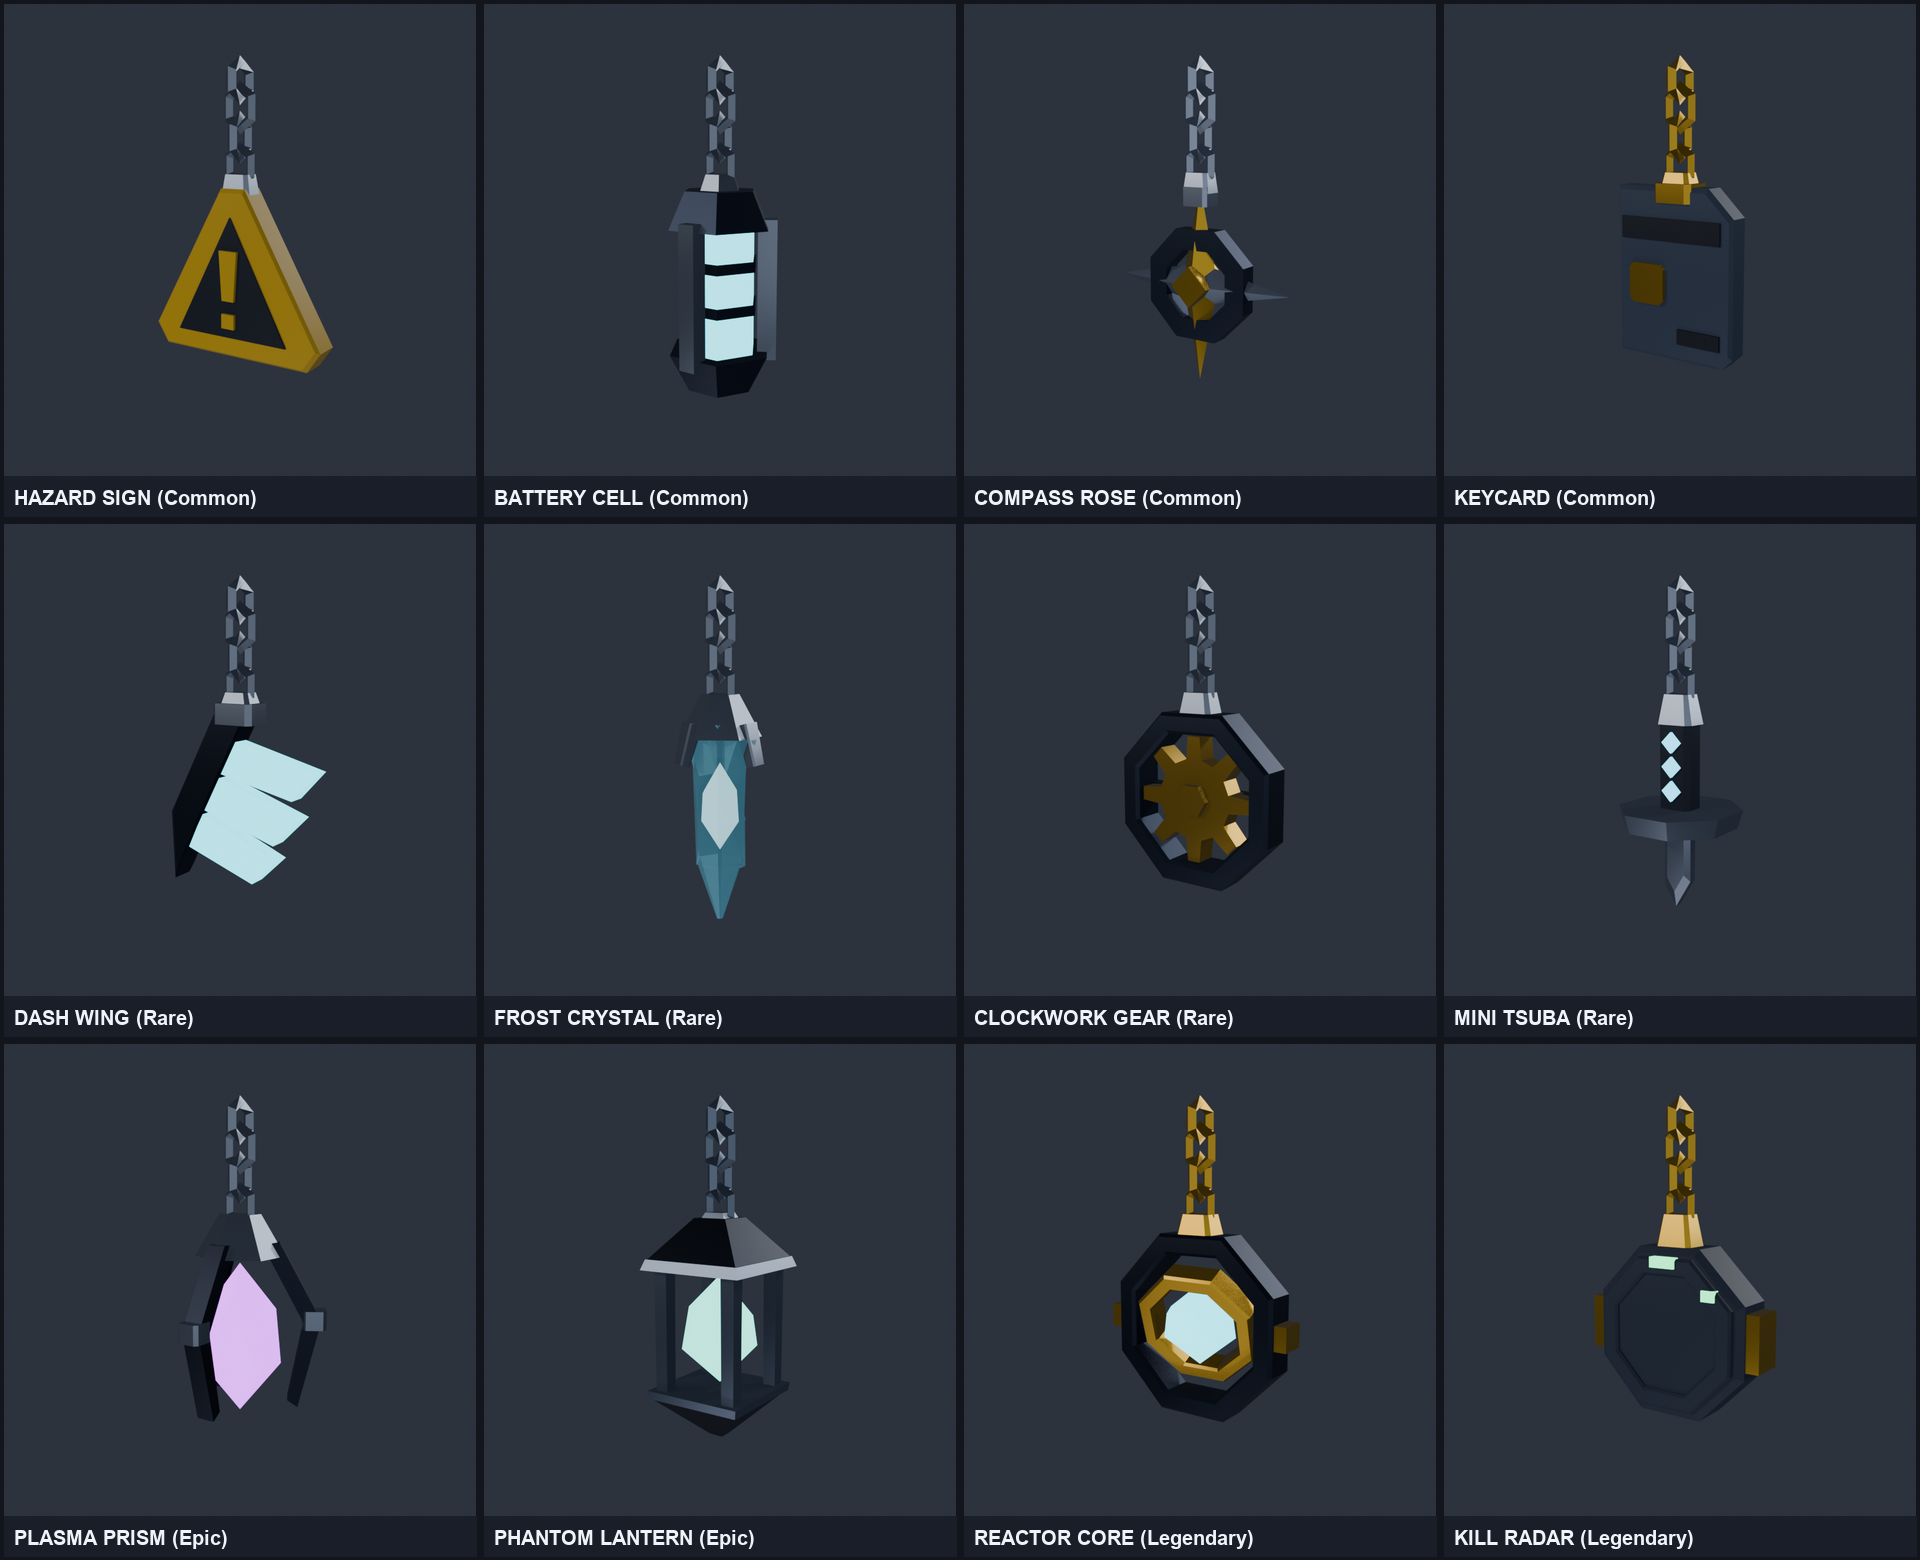 !
HAZARD SIGN (Common)
BATTERY CELL (Common)
COMPASS ROSE (Common)
KEYCARD (Common)
DASH WING (Rare)
FROST CRYSTAL (Rare)
CLOCKWORK GEAR (Rare)
MINI TSUBA (Rare)
PLASMA PRISM (Epic)
PHANTOM LANTERN (Epic)
REACTOR CORE (Legendary)
KILL RADAR (Legendary)